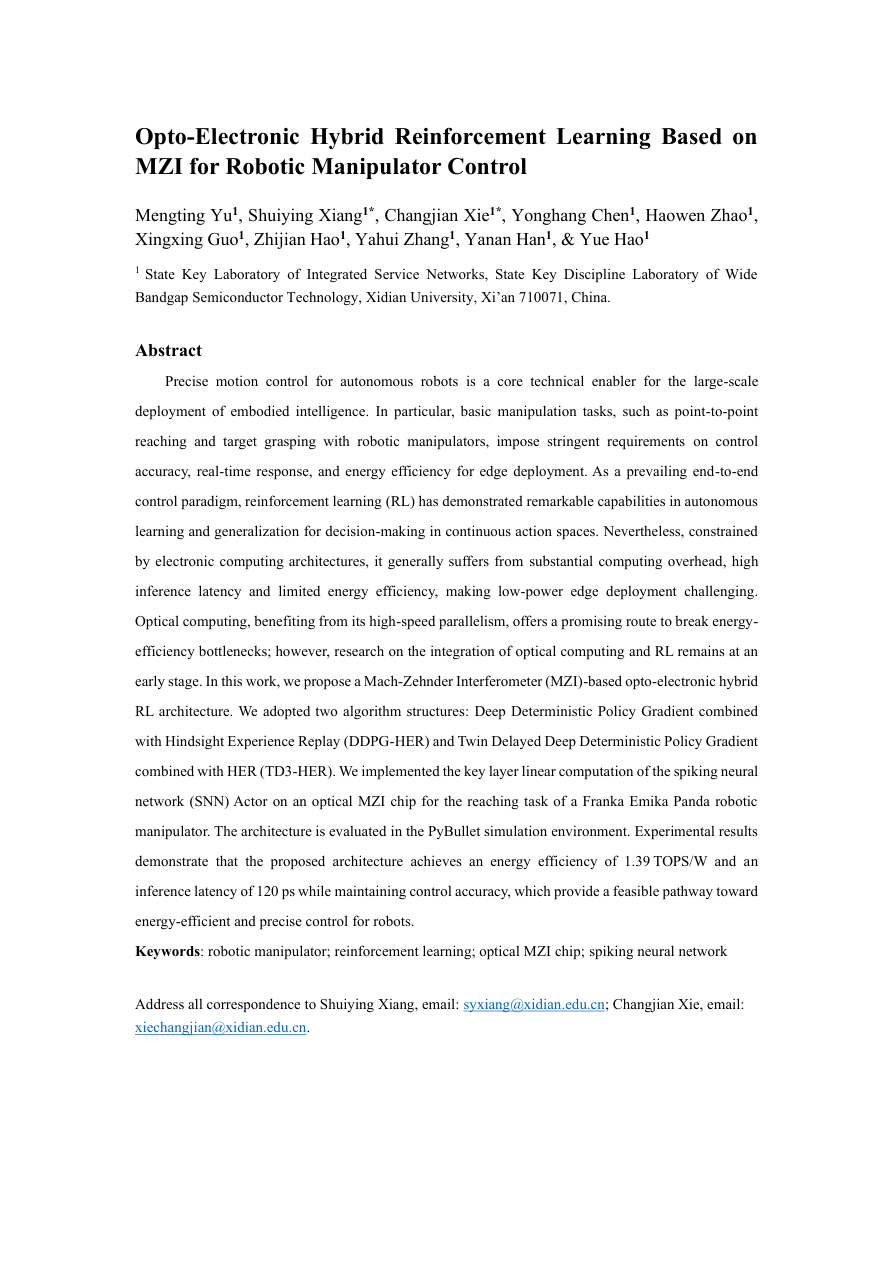 Opto-Electronic Hybrid Reinforcement Learning Based on
MZI for Robotic Manipulator Control
Mengting Yu1, Shuiying Xiang1*, Changjian Xie1*, Yonghang Chen1, Haowen Zhao1,
Xingxing Guo1, Zhijian Hao1, Yahui Zhang1, Yanan Han1, & Yue Hao1
1 State Key Laboratory of Integrated Service Networks, State Key Discipline Laboratory of Wide
Bandgap Semiconductor Technology, Xidian University, Xi’an 710071, China.
Abstract
Precise motion control for autonomous robots is a core technical enabler for the large-scale
deployment of embodied intelligence. In particular, basic manipulation tasks, such as point-to-point
reaching and target grasping with robotic manipulators, impose stringent requirements on control
accuracy, real-time response, and energy efficiency for edge deployment. As a prevailing end-to-end
control paradigm, reinforcement learning (RL) has demonstrated remarkable capabilities in autonomous
learning and generalization for decision-making in continuous action spaces. Nevertheless, constrained
by electronic computing architectures, it generally suffers from substantial computing overhead, high
inference latency and limited energy efficiency, making low-power edge deployment challenging.
Optical computing, benefiting from its high-speed parallelism, offers a promising route to break energy-
efficiency bottlenecks; however, research on the integration of optical computing and RL remains at an
early stage. In this work, we propose a Mach-Zehnder Interferometer (MZI)-based opto-electronic hybrid
RL architecture. We adopted two algorithm structures: Deep Deterministic Policy Gradient combined
with Hindsight Experience Replay (DDPG-HER) and Twin Delayed Deep Deterministic Policy Gradient
combined with HER (TD3-HER). We implemented the key layer linear computation of the spiking neural
network (SNN) Actor on an optical MZI chip for the reaching task of a Franka Emika Panda robotic
manipulator. The architecture is evaluated in the PyBullet simulation environment. Experimental results
demonstrate that the proposed architecture achieves an energy efficiency of 1.39 TOPS/W and an
inference latency of 120 ps while maintaining control accuracy, which provide a feasible pathway toward
energy-efficient and precise control for robots.
Keywords: robotic manipulator; reinforcement learning; optical MZI chip; spiking neural network
Address all correspondence to Shuiying Xiang, email: syxiang@xidian.edu.cn; Changjian Xie, email:
xiechangjian@xidian.edu.cn.